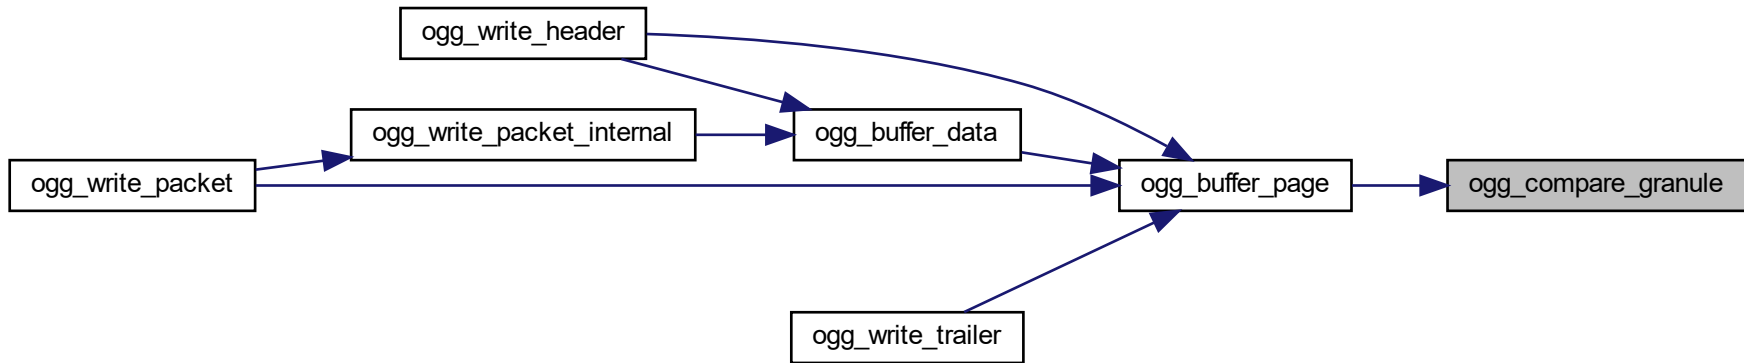 ogg_write_header
ogg_write_packet_internal
ogg_buffer_data
ogg_write_packet
ogg_buffer_page
ogg_compare_granule
ogg_write_trailer